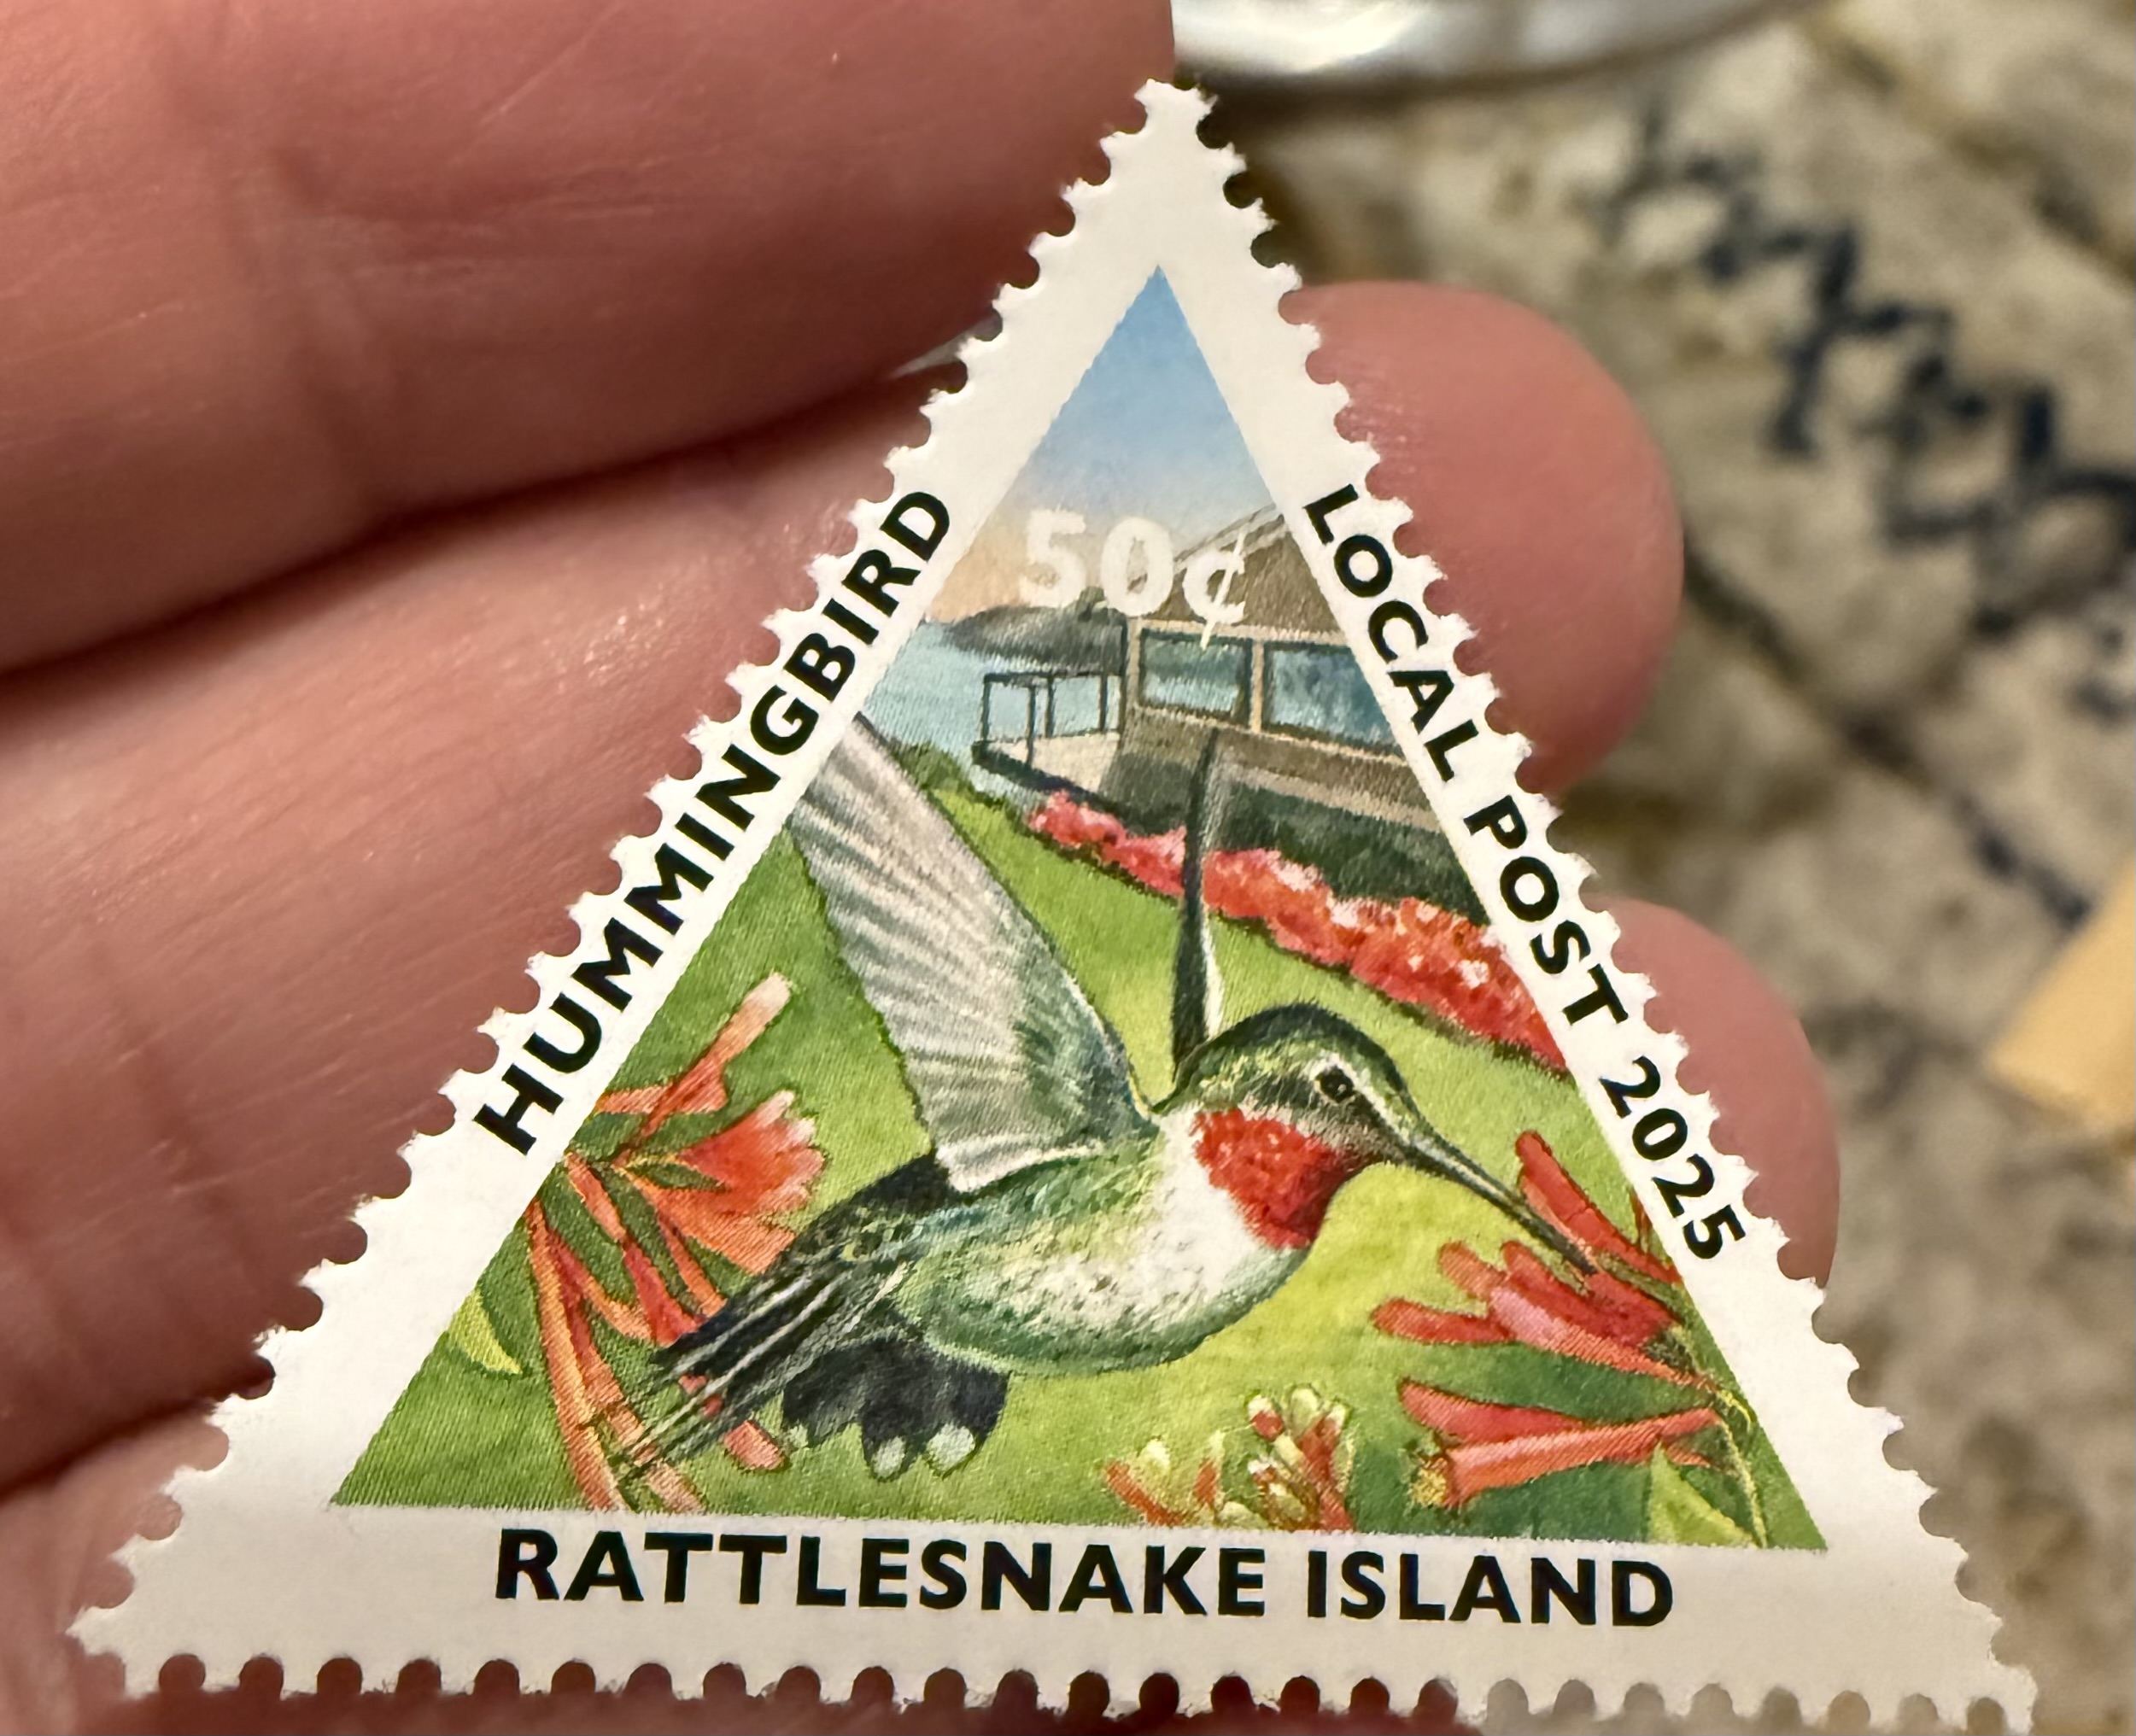 50¢
HUMMINGBIRD
LOCAL POST 2025
RATTLESNAKE ISLAND